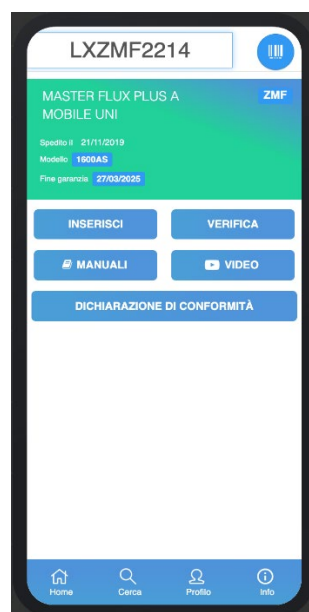 LXZMF2214
MASTER FLUX PLUS A
MOBILE UNI
ZMF
Spedito il 21/11/2019
Modello 1600AS
Fine garanzia 27/03/2025
INSERISCI
VERIFICA
MANUALI
VIDEO
DICHIARAZIONE DI CONFORMITÀ
Home
Cerca
Profilo
Info